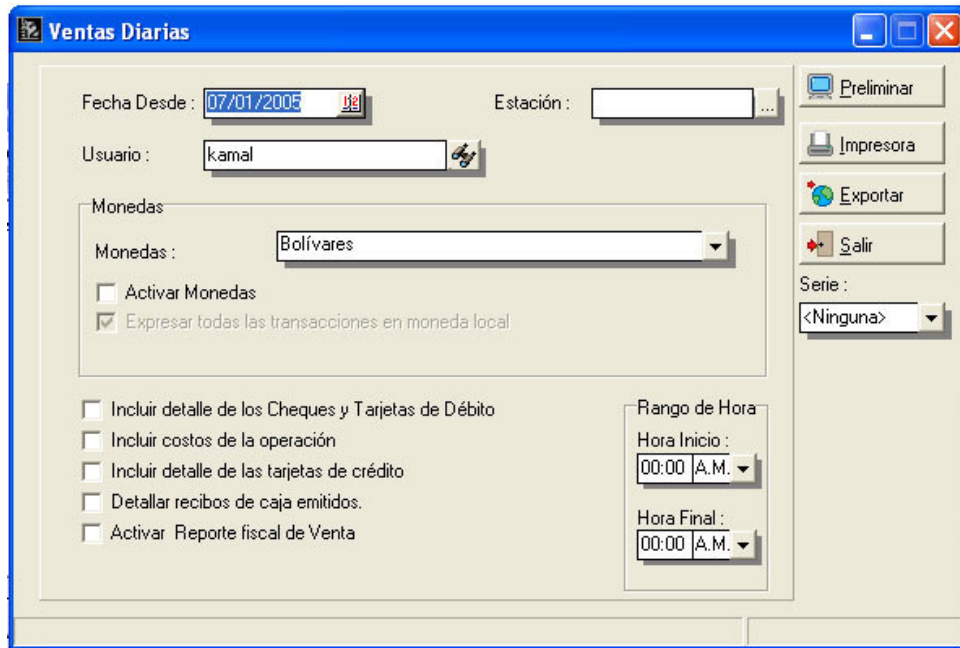 Ventas Diarias
Fecha Desde : 07/01/2005
Estación : ...
Usuario : kamal
Monedas
Monedas : Bolívares
Activar Monedas
Expresar todas las transacciones en moneda local
Incluir detalle de los Cheques y Tarjetas de Débito
Incluir costos de la operación
Incluir detalle de las tarjetas de crédito
Detallar recibos de caja emitidos.
Activar Reporte fiscal de Venta
Rango de Hora
Hora Inicio :
00:00 A.M.
Hora Final :
00:00 A.M.
Preliminar
Impresora
Exportar
Salir
Serie :
<Ninguna>